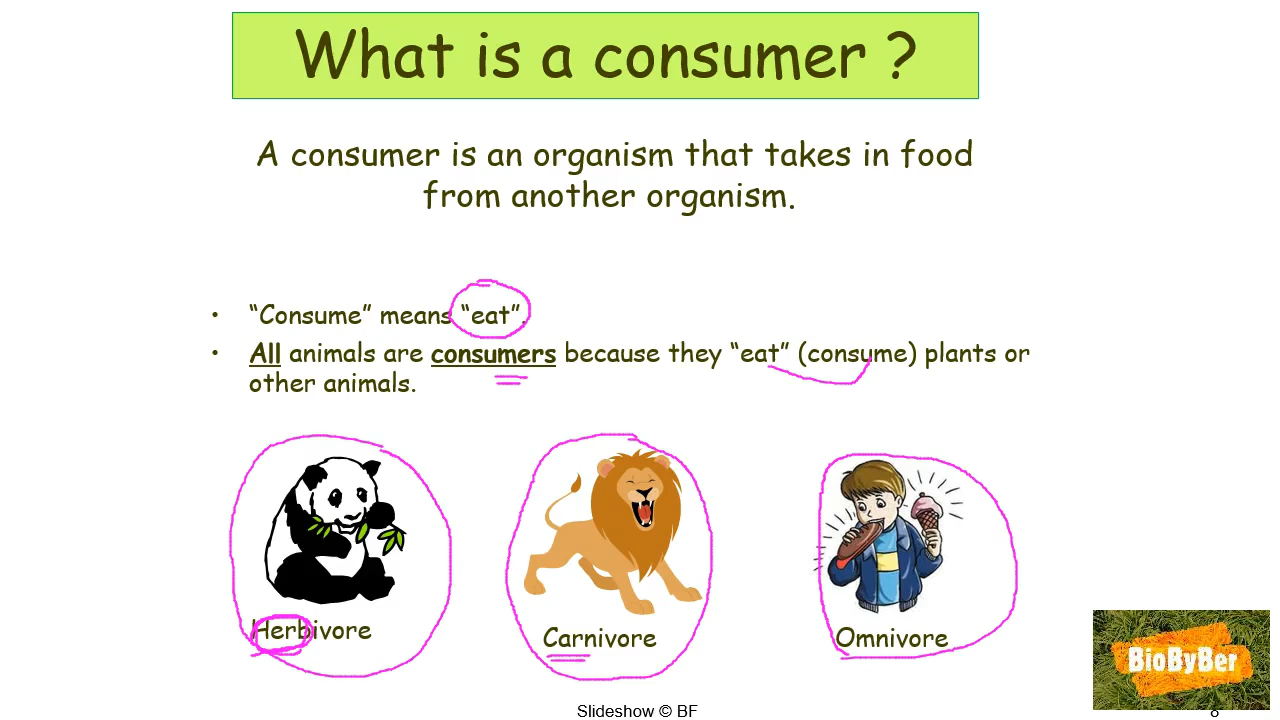 What is a consumer ?
A consumer is an organism that takes in food
from another organism.
• “Consume” means “eat”.
• All animals are consumers because they “eat” (consume) plants or
other animals.
Herbivore
Carnivore
Omnivore
BioByBer
Slideshow © BF
8